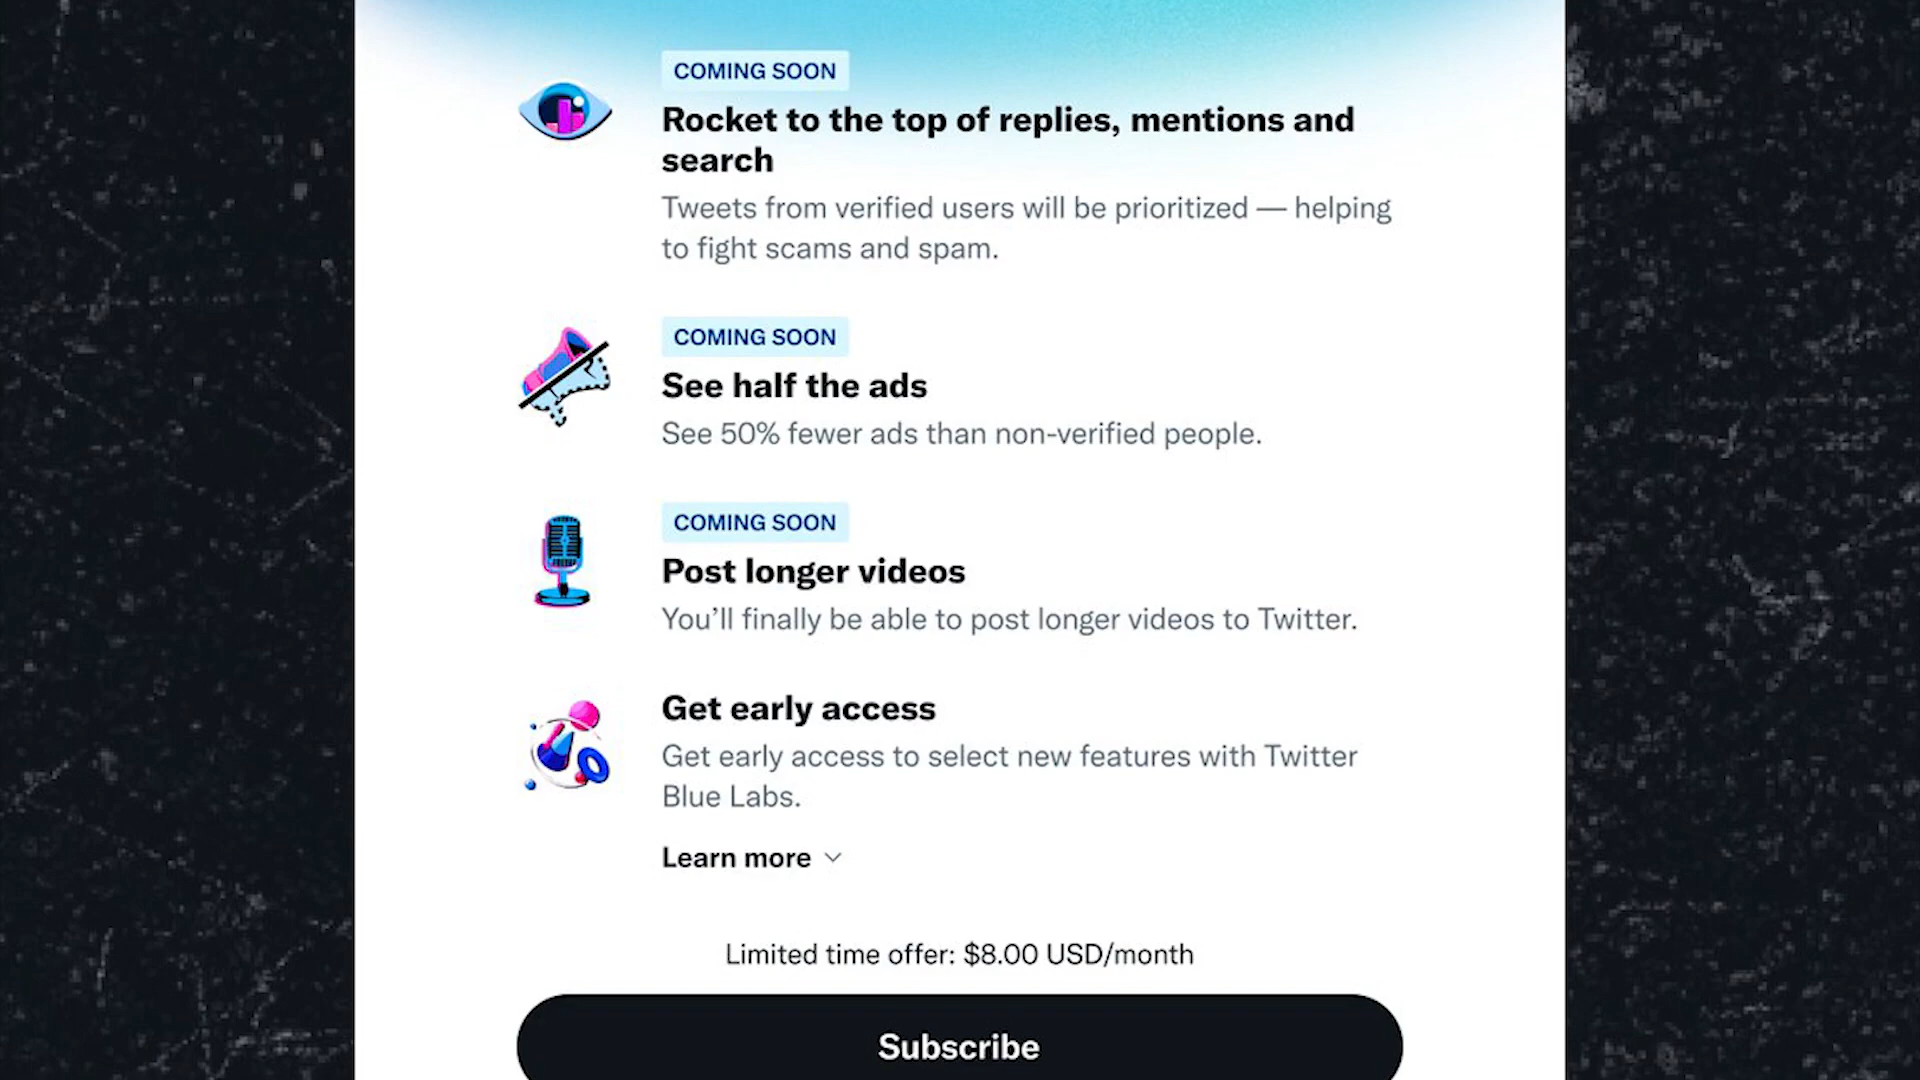 COMING SOON
Rocket to the top of replies, mentions and
search
Tweets from verified users will be prioritized — helping
to fight scams and spam.
COMING SOON
See half the ads
See 50% fewer ads than non-verified people.
COMING SOON
Post longer videos
You’ll finally be able to post longer videos to Twitter.
Get early access
Get early access to select new features with Twitter
Blue Labs.
Learn more
Limited time offer: $8.00 USD/month
Subscribe